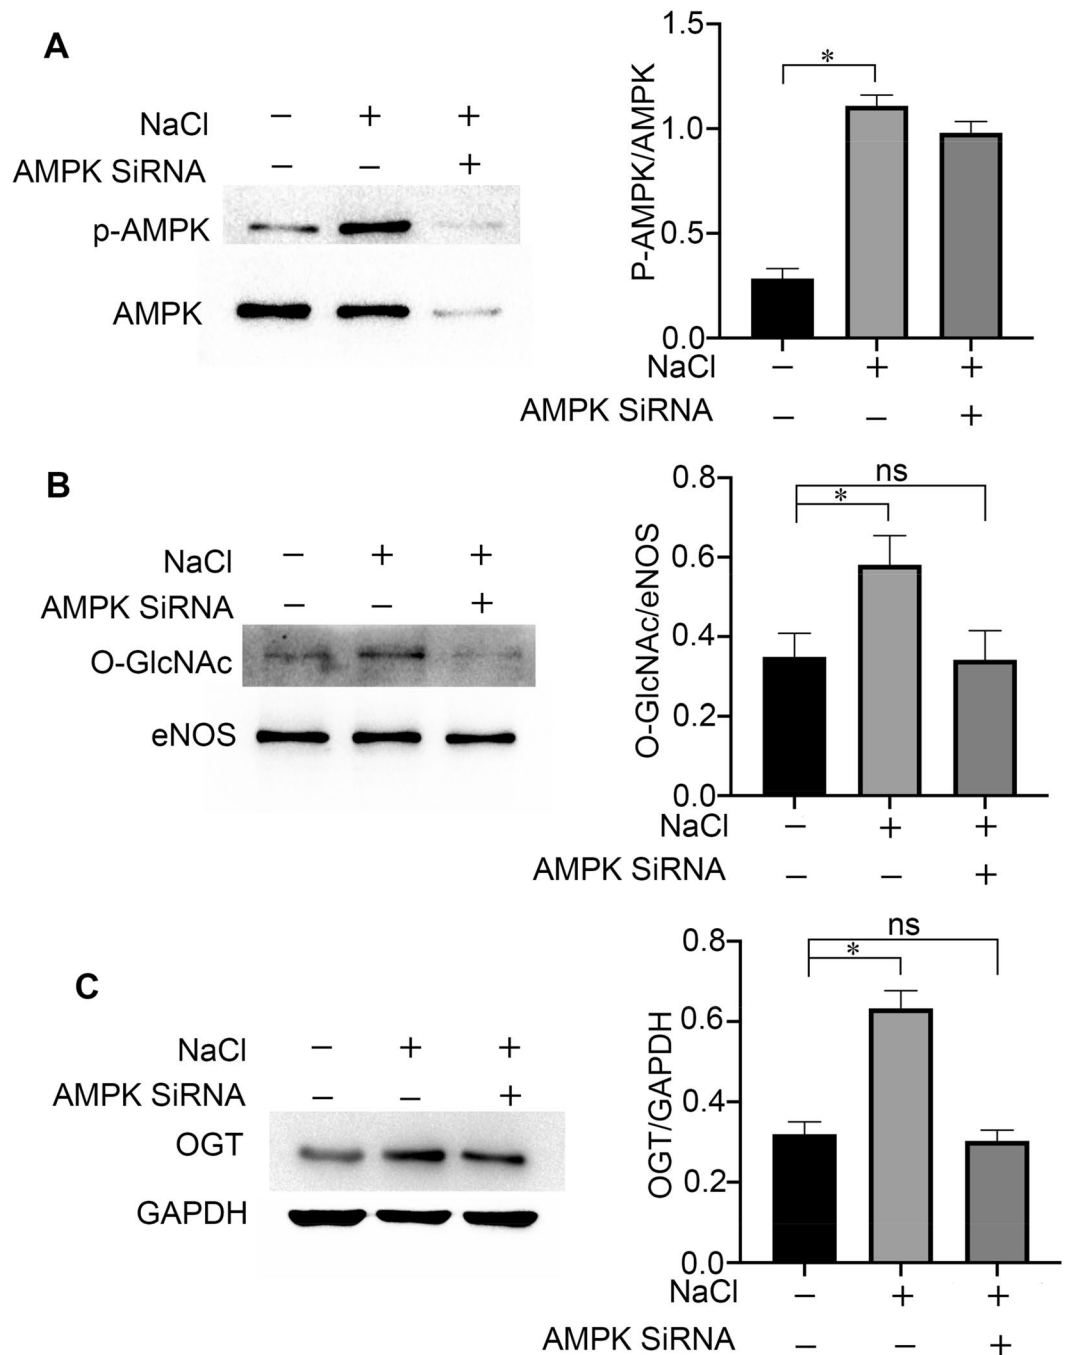 A
NaCl − + +
AMPK SiRNA − − +
p-AMPK
AMPK
1.5
1.0
0.5
0.0
P-AMPK/AMPK
*
NaCl − + +
AMPK SiRNA − − +
B
NaCl − + +
AMPK SiRNA − − +
O-GlcNAc
eNOS
0.8
0.6
0.4
0.2
0.0
O-GlcNAc/eNOS
ns
*
NaCl − + +
AMPK SiRNA − − +
C
NaCl − + +
AMPK SiRNA − − +
OGT
GAPDH
0.8
0.6
0.4
0.2
0.0
OGT/GAPDH
ns
*
NaCl − + +
AMPK SiRNA − − +